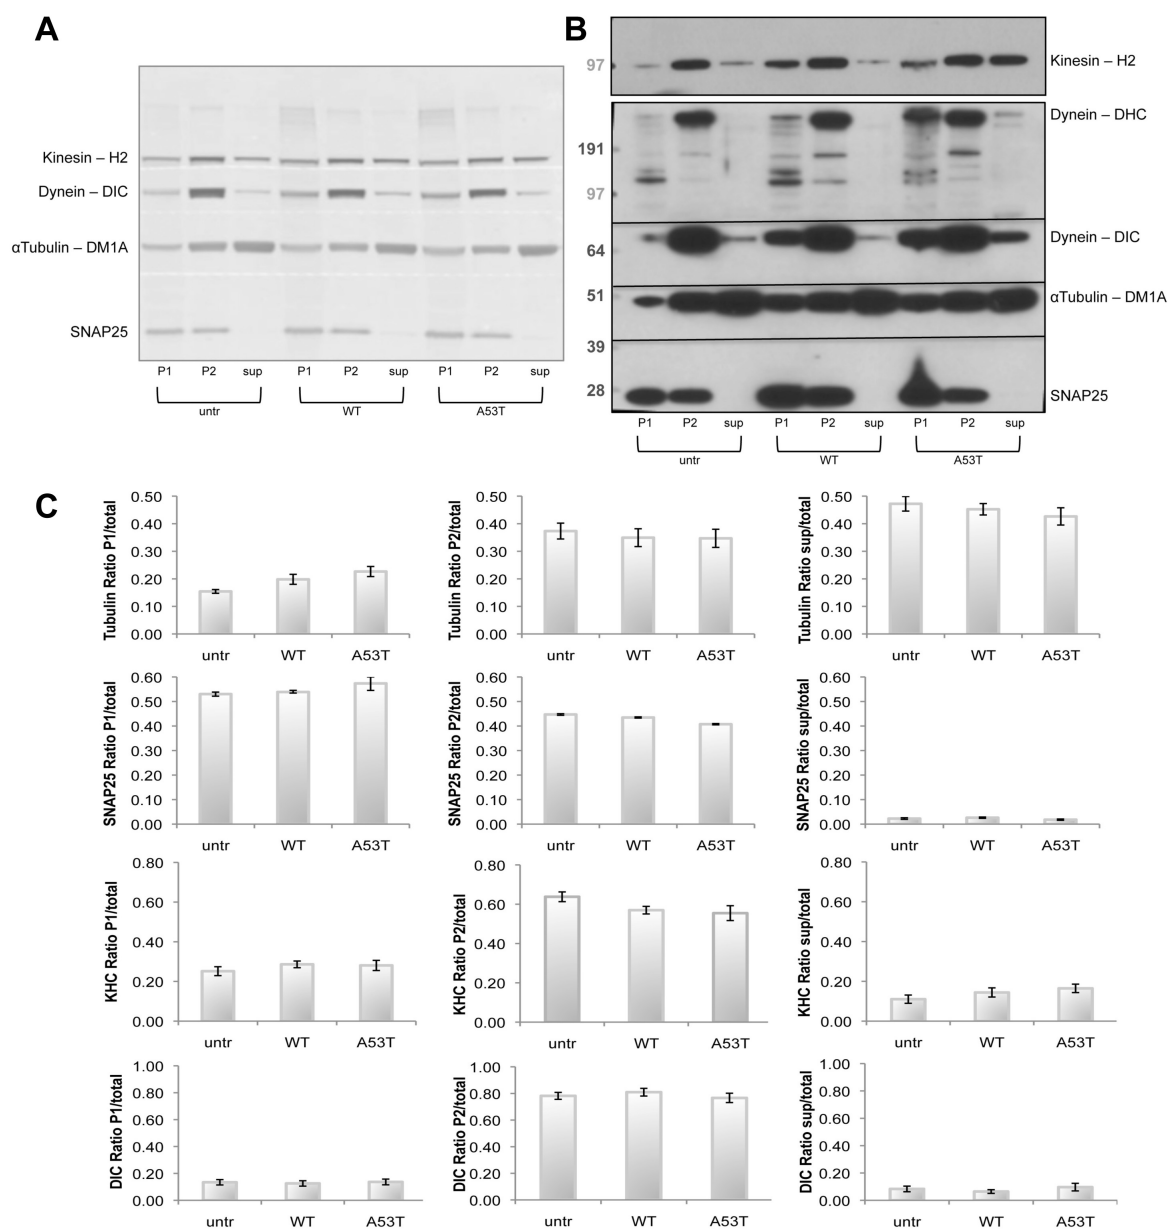 A
Kinesin – H2
Dynein – DIC
αTubulin – DM1A
SNAP25
P1 P2 sup P1 P2 sup P1 P2 sup
untr WT A53T
B
97
191
97
64
51
39
28
Kinesin – H2
Dynein – DHC
Dynein – DIC
αTubulin – DM1A
SNAP25
P1 P2 sup P1 P2 sup P1 P2 sup
untr WT A53T
C
Tubulin Ratio P1/total
0.50
0.40
0.30
0.20
0.10
0.00
untr WT A53T
Tubulin Ratio P2/total
0.50
0.40
0.30
0.20
0.10
0.00
untr WT A53T
Tubulin Ratio sup/total
0.50
0.40
0.30
0.20
0.10
0.00
untr WT A53T
SNAP25 Ratio P1/total
0.60
0.50
0.40
0.30
0.20
0.10
0.00
untr WT A53T
SNAP25 Ratio P2/total
0.60
0.50
0.40
0.30
0.20
0.10
0.00
untr WT A53T
SNAP25 Ratio sup/total
0.60
0.50
0.40
0.30
0.20
0.10
0.00
untr WT A53T
KHC Ratio P1/total
0.80
0.60
0.40
0.20
0.00
untr WT A53T
KHC Ratio P2/total
0.80
0.60
0.40
0.20
0.00
untr WT A53T
KHC Ratio sup/total
0.80
0.60
0.40
0.20
0.00
untr WT A53T
DIC Ratio P1/total
1.00
0.80
0.60
0.40
0.20
0.00
untr WT A53T
DIC Ratio P2/total
1.00
0.80
0.60
0.40
0.20
0.00
untr WT A53T
DIC Ratio sup/total
1.00
0.80
0.60
0.40
0.20
0.00
untr WT A53T